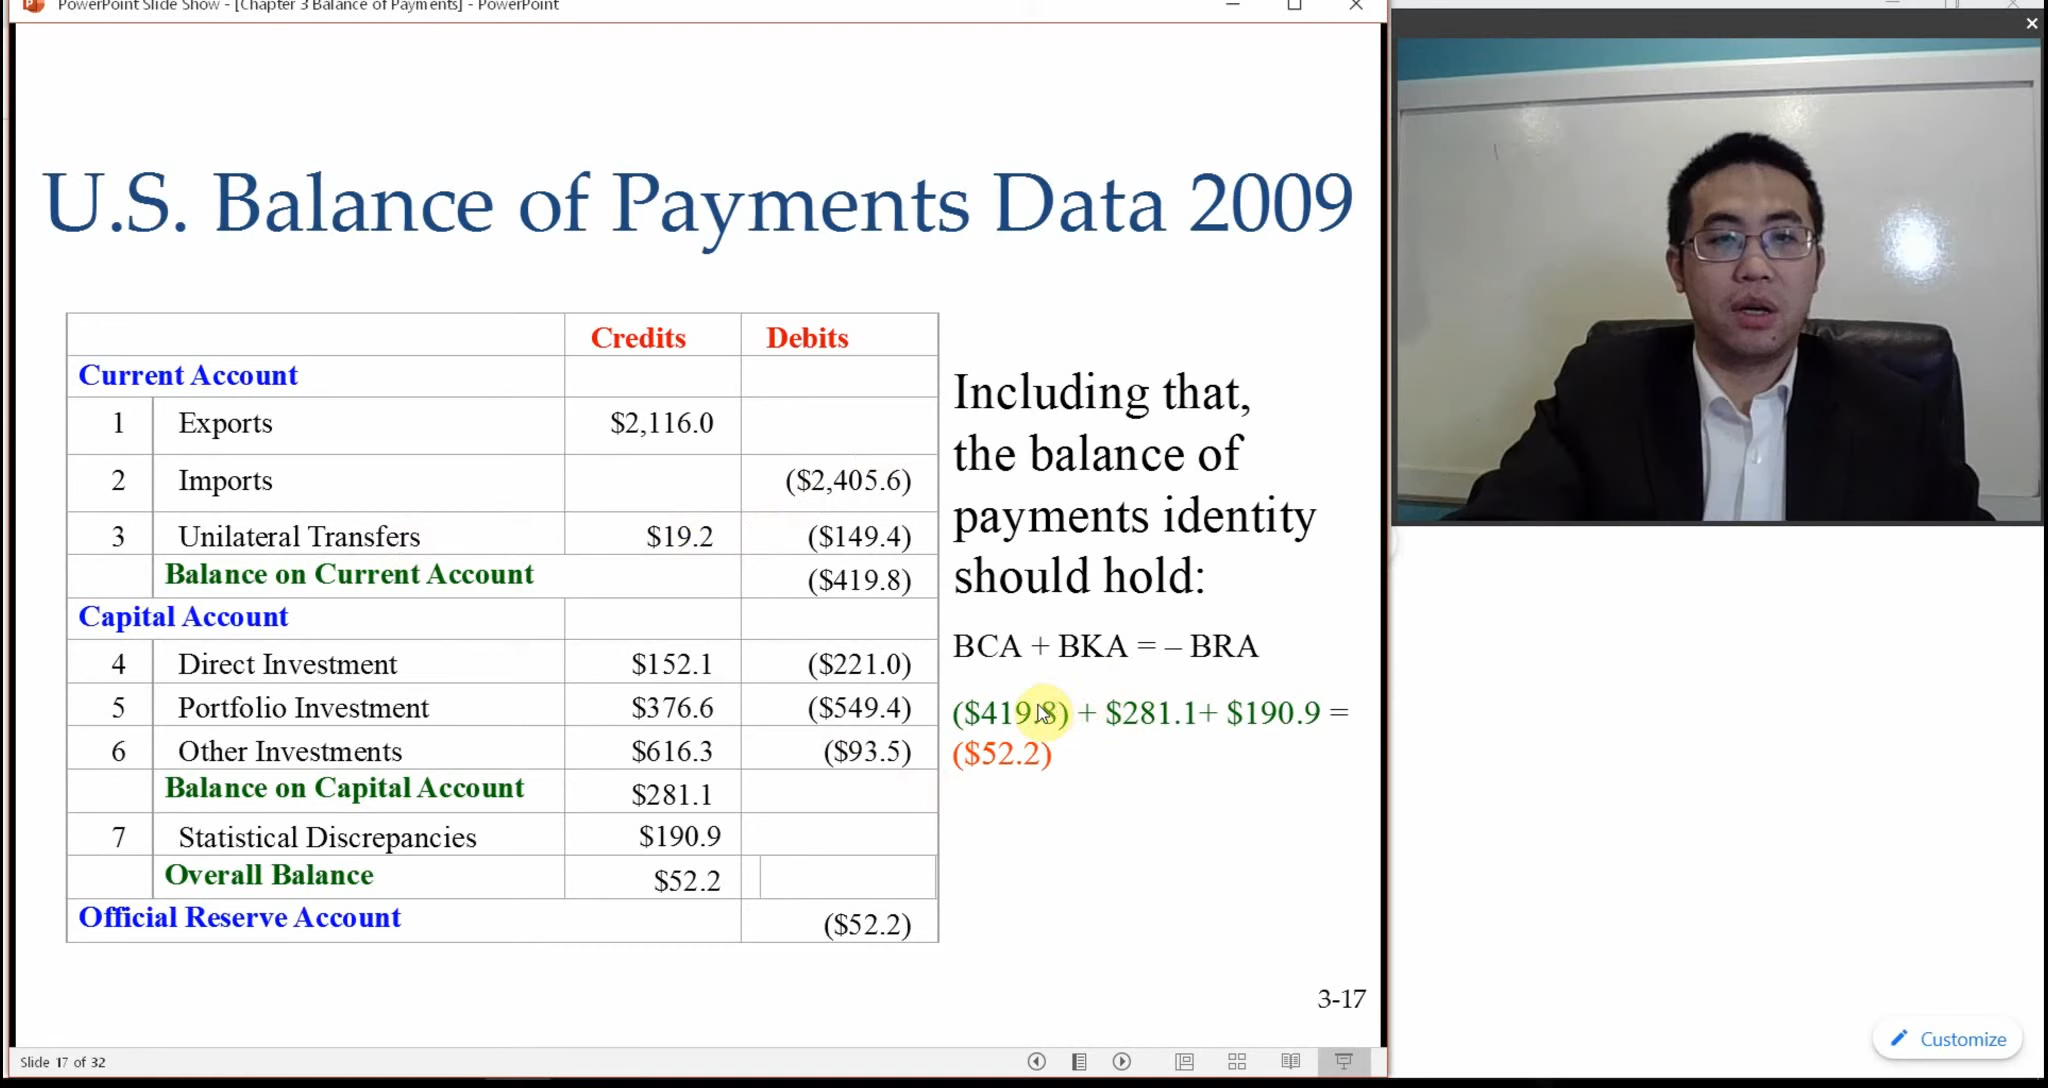 PowerPoint Slide Show - [Chapter 3 Balance of Payments] - PowerPoint
U.S. Balance of Payments Data 2009
Credits Debits
Current Account
1 Exports $2,116.0
2 Imports ($2,405.6)
3 Unilateral Transfers $19.2 ($149.4)
Balance on Current Account ($419.8)
Capital Account
4 Direct Investment $152.1 ($221.0)
5 Portfolio Investment $376.6 ($549.4)
6 Other Investments $616.3 ($93.5)
Balance on Capital Account $281.1
7 Statistical Discrepancies $190.9
Overall Balance $52.2
Official Reserve Account ($52.2)
Including that,
the balance of
payments identity
should hold:
BCA + BKA = – BRA
($419.8) + $281.1+ $190.9 =
($52.2)
3-17
Slide 17 of 32
Customize